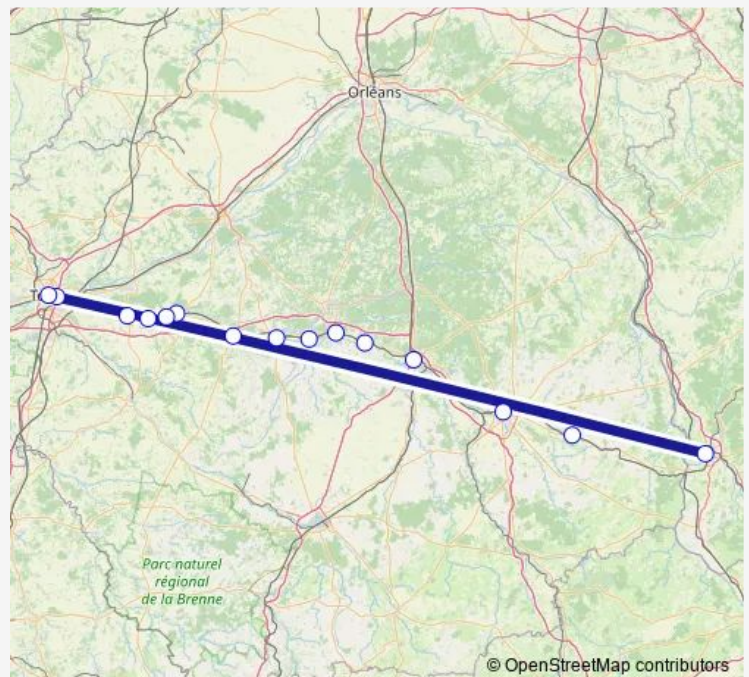 Orléans
T
Parc naturel
régional
de la Brenne
© OpenStreetMap contributors